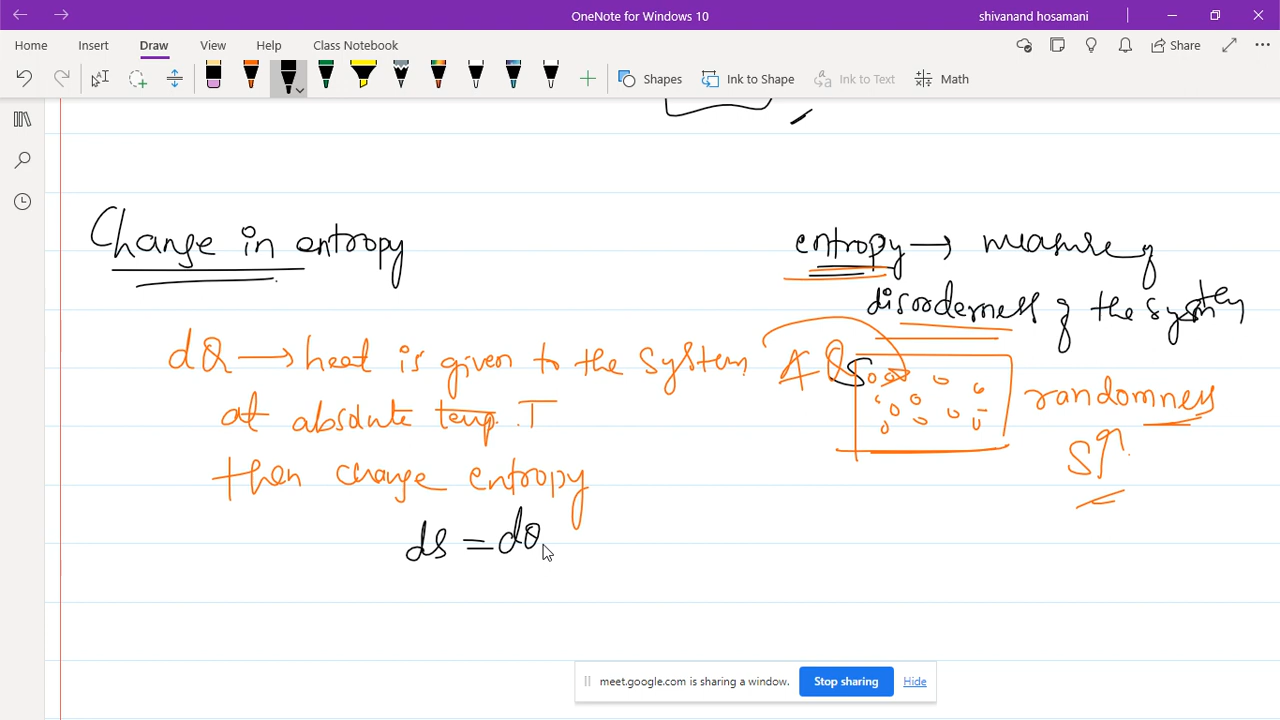 OneNote for Windows 10
shivanand hosamani
Home Insert Draw View Help Class Notebook
Share
Shapes Ink to Shape Ink to Text Math
Change in entropy
entropy → measure of
disorderness of the system
dQ → heat is given to the system
at absolute temp. T
then change entropy
dS = dQ
S
randomness
S↑
meet.google.com is sharing a window. Stop sharing Hide